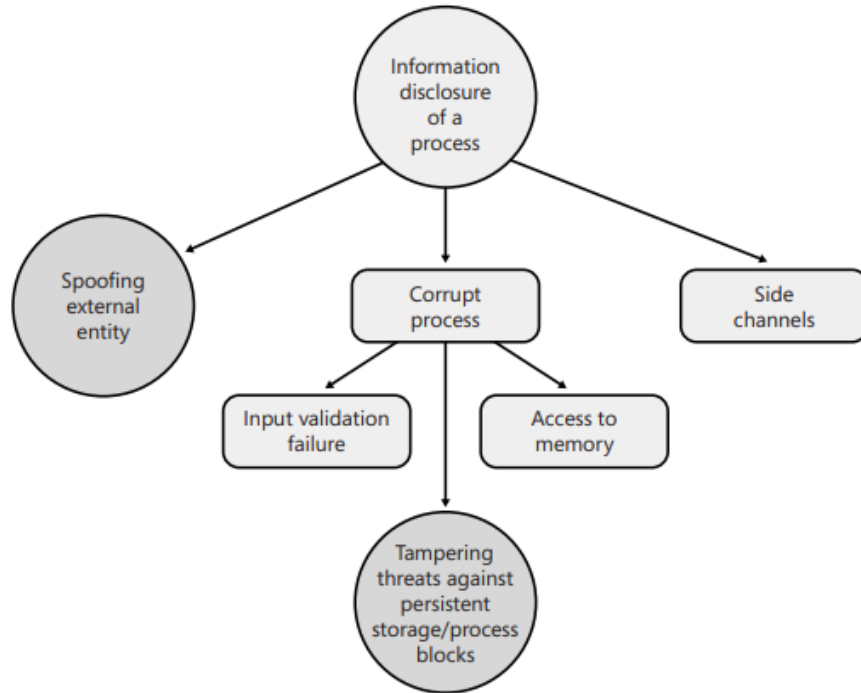 Information
disclosure
of a
process
Spoofing
external
entity
Corrupt
process
Side
channels
Input validation
failure
Access to
memory
Tampering
threats against
persistent
storage/process
blocks